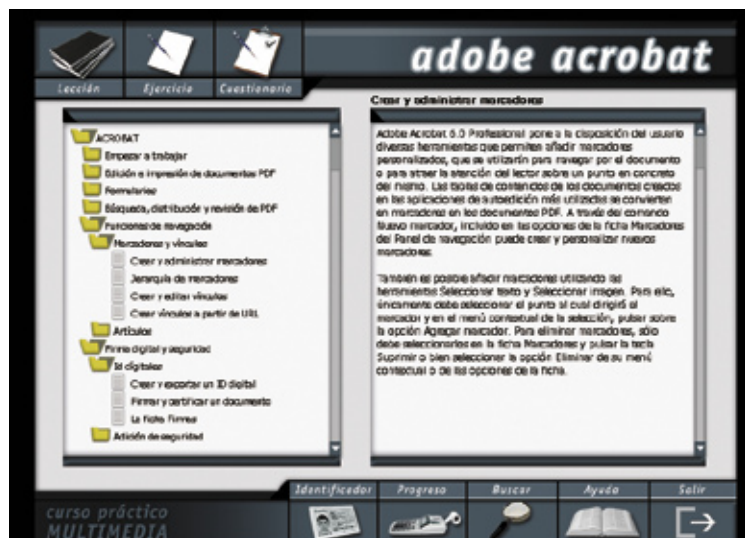 adobe acrobat
Lección
Ejercicio
Cuestionario
Crear y administrar marcadores
ACROBAT
Empezar a trabajar
Edición e impresión de documentos PDF
Formularios
Búsqueda, distribución y revisión de PDF
Funciones de navegación
Marcadores y vínculos
Crear y administrar marcadores
Jerarquía de marcadores
Crear y editar vínculos
Crear vínculos a partir de URL
Artículos
Firma digital y seguridad
Id digitales
Crear y exportar un ID digital
Firmar y certificar un documento
La ficha Firmas
Adición de seguridad
Adobe Acrobat 6.0 Professional pone a la disposición del usuario
diversas herramientas que permiten añadir marcadores
personalizados, que se utilizarán para navegar por el documento
o para atraer la atención del lector sobre un punto en concreto
del mismo. Las tablas de contenidos de los documentos creados
en las aplicaciones de autoedición más utilizadas se convierten
en marcadores en los documentos PDF. A través del comando
Nuevo marcador, incluido en las opciones de la ficha Marcadores
del Panel de navegación puede crear y personalizar nuevos
marcadores.
También es posible añadir marcadores utilizando las
herramientas Seleccionar texto y Seleccionar imagen. Para ello,
únicamente debe seleccionar el punto al cual dirigirá el
marcador y en el menú contextual de la selección, pulsar sobre
la opción Agregar marcador. Para eliminar marcadores, sólo
debe seleccionarlos en la ficha Marcadores y pulsar la tecla
Suprimir o bien seleccionar la opción Eliminar de su menú
contextual o de las opciones de la ficha.
Identificador
Progreso
Buscar
Ayuda
Salir
curso práctico
MULTIMEDIA